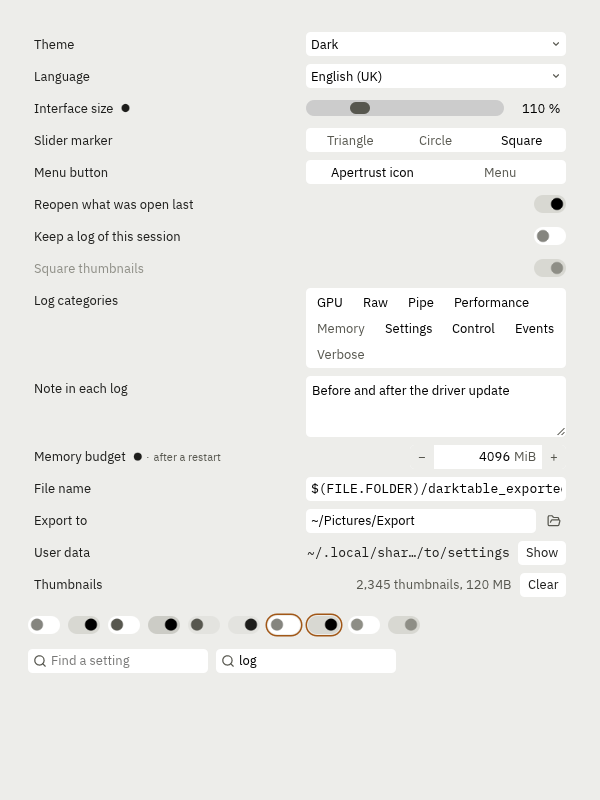 Theme Dark
Language English (UK)
Interface size 110 %
Slider marker Triangle Circle Square
Menu button Apertrust icon Menu
Reopen what was open last
Keep a log of this session
Square thumbnails
Log categories GPU Raw Pipe Performance
Memory Settings Control Events
Verbose
Note in each log Before and after the driver update
Memory budget · after a restart − 4096 MiB +
File name $(FILE.FOLDER)/darktable_exporte
Export to ~/Pictures/Export
User data ~/.local/shar…/to/settings Show
Thumbnails 2,345 thumbnails, 120 MB Clear
Find a setting log